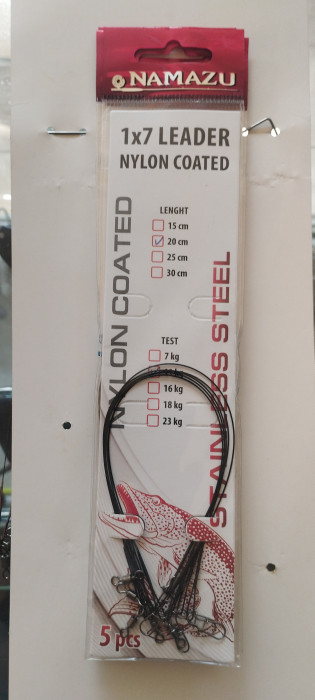 NAMAZU
1x7 LEADER
NYLON COATED
LENGHT
15 cm
20 cm
25 cm
30 cm
NYLON COATED
STAINLESS STEEL
TEST
7 kg
16 kg
18 kg
23 kg
5 pcs